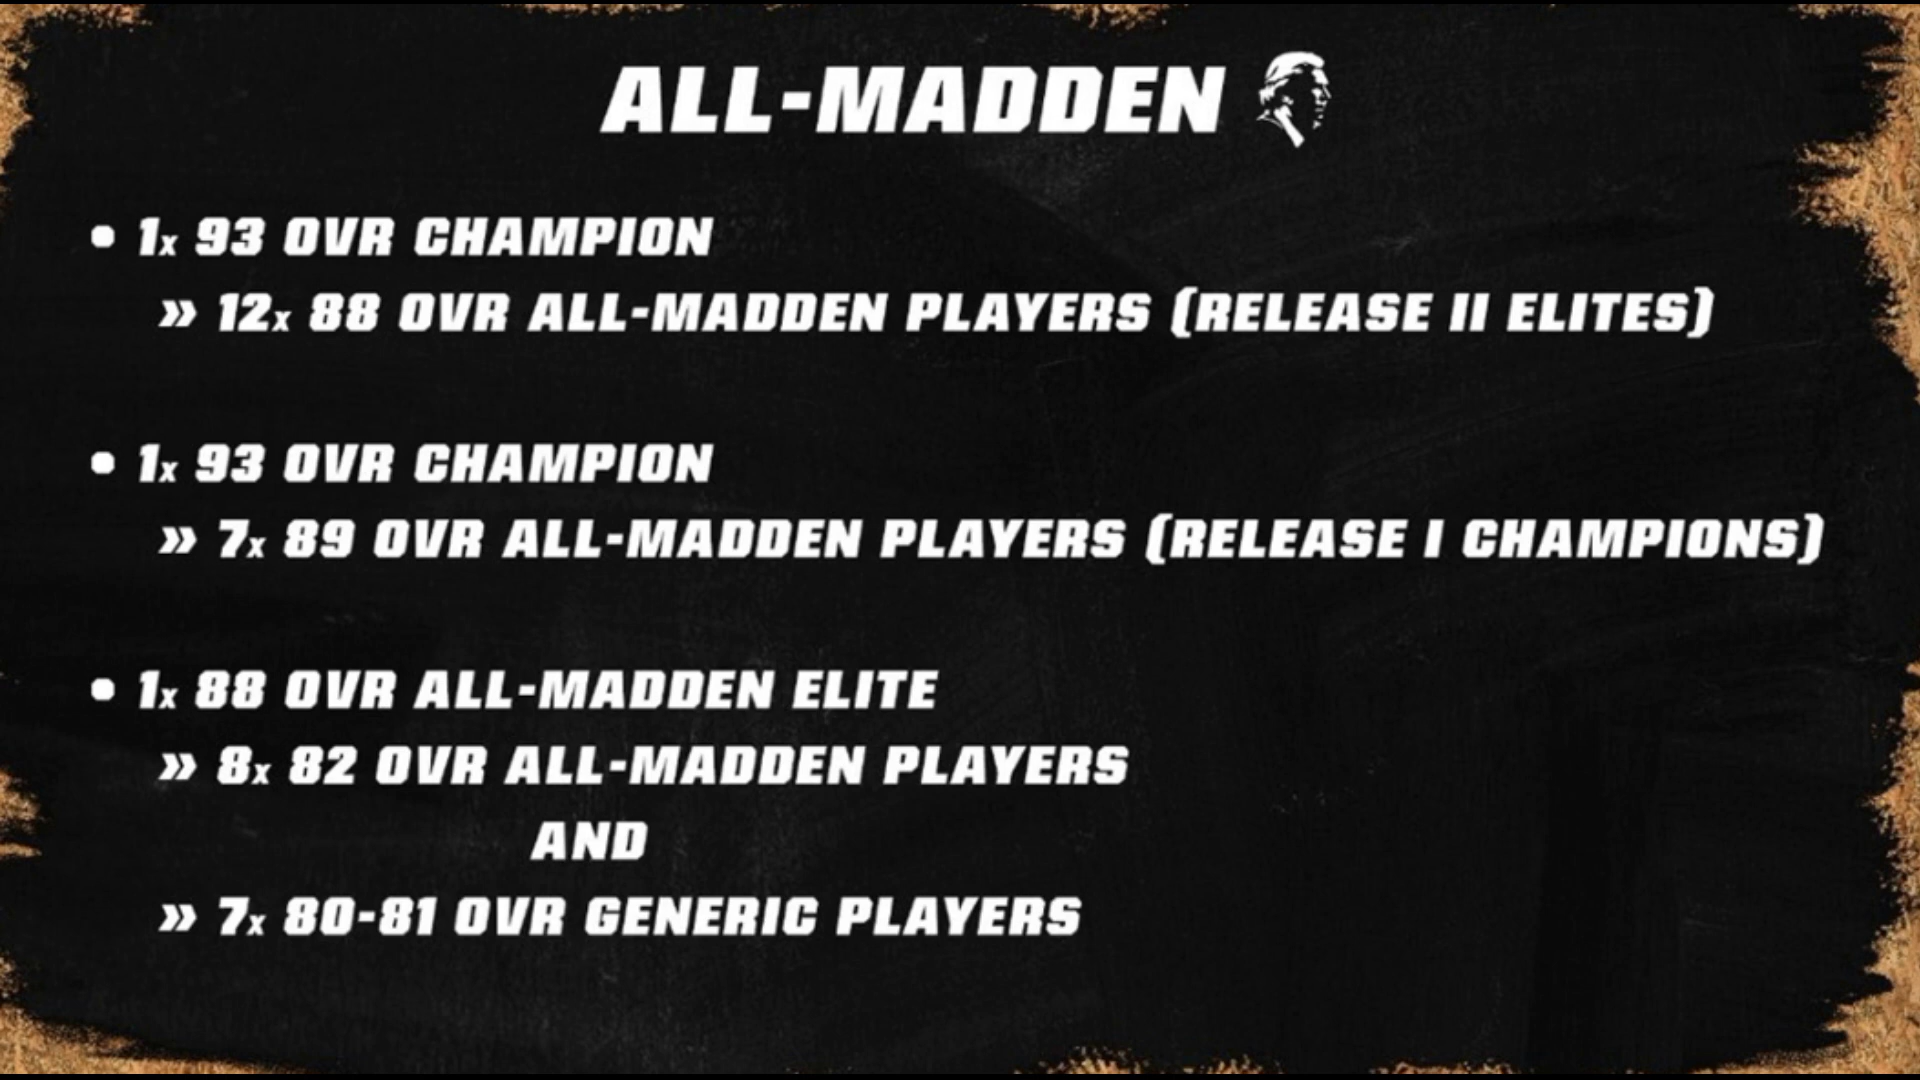 ALL-MADDEN
• 1x 93 OVR CHAMPION
» 12x 88 OVR ALL-MADDEN PLAYERS (RELEASE II ELITES)
• 1x 93 OVR CHAMPION
» 7x 89 OVR ALL-MADDEN PLAYERS (RELEASE I CHAMPIONS)
• 1x 88 OVR ALL-MADDEN ELITE
» 8x 82 OVR ALL-MADDEN PLAYERS
AND
» 7x 80-81 OVR GENERIC PLAYERS